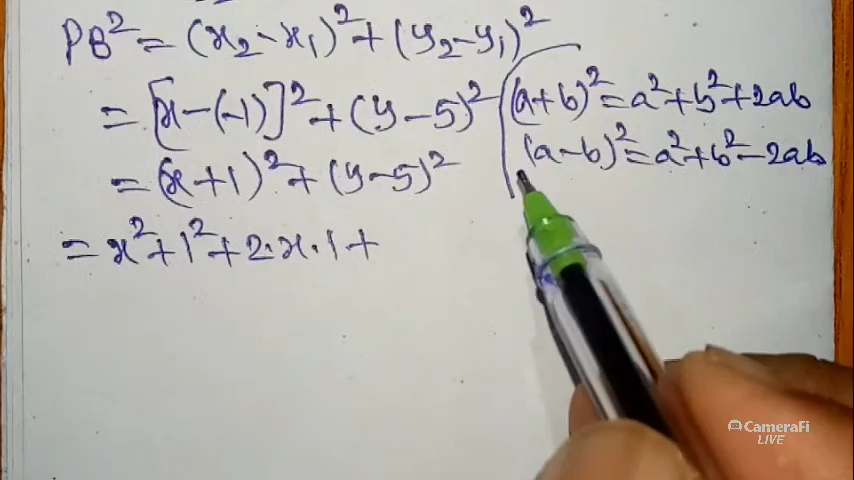 PB² = (x₂-x₁)² + (y₂-y₁)²
= [x-(-1)]² + (y-5)²
(a+b)² = a²+b²+2ab
= (x+1)² + (y-5)²
(a-b)² = a²+b²-2ab
= x²+1²+2.x.1+
CameraFi
LIVE